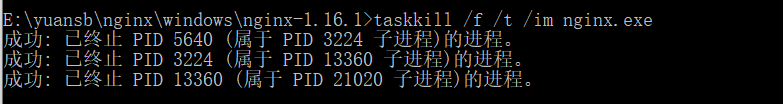 E:\yuansb\nginx\windows\nginx-1.16.1>taskkill /f /t /im nginx.exe
成功: 已终止 PID 5640 (属于 PID 3224 子进程)的进程。
成功: 已终止 PID 3224 (属于 PID 13360 子进程)的进程。
成功: 已终止 PID 13360 (属于 PID 21020 子进程)的进程。